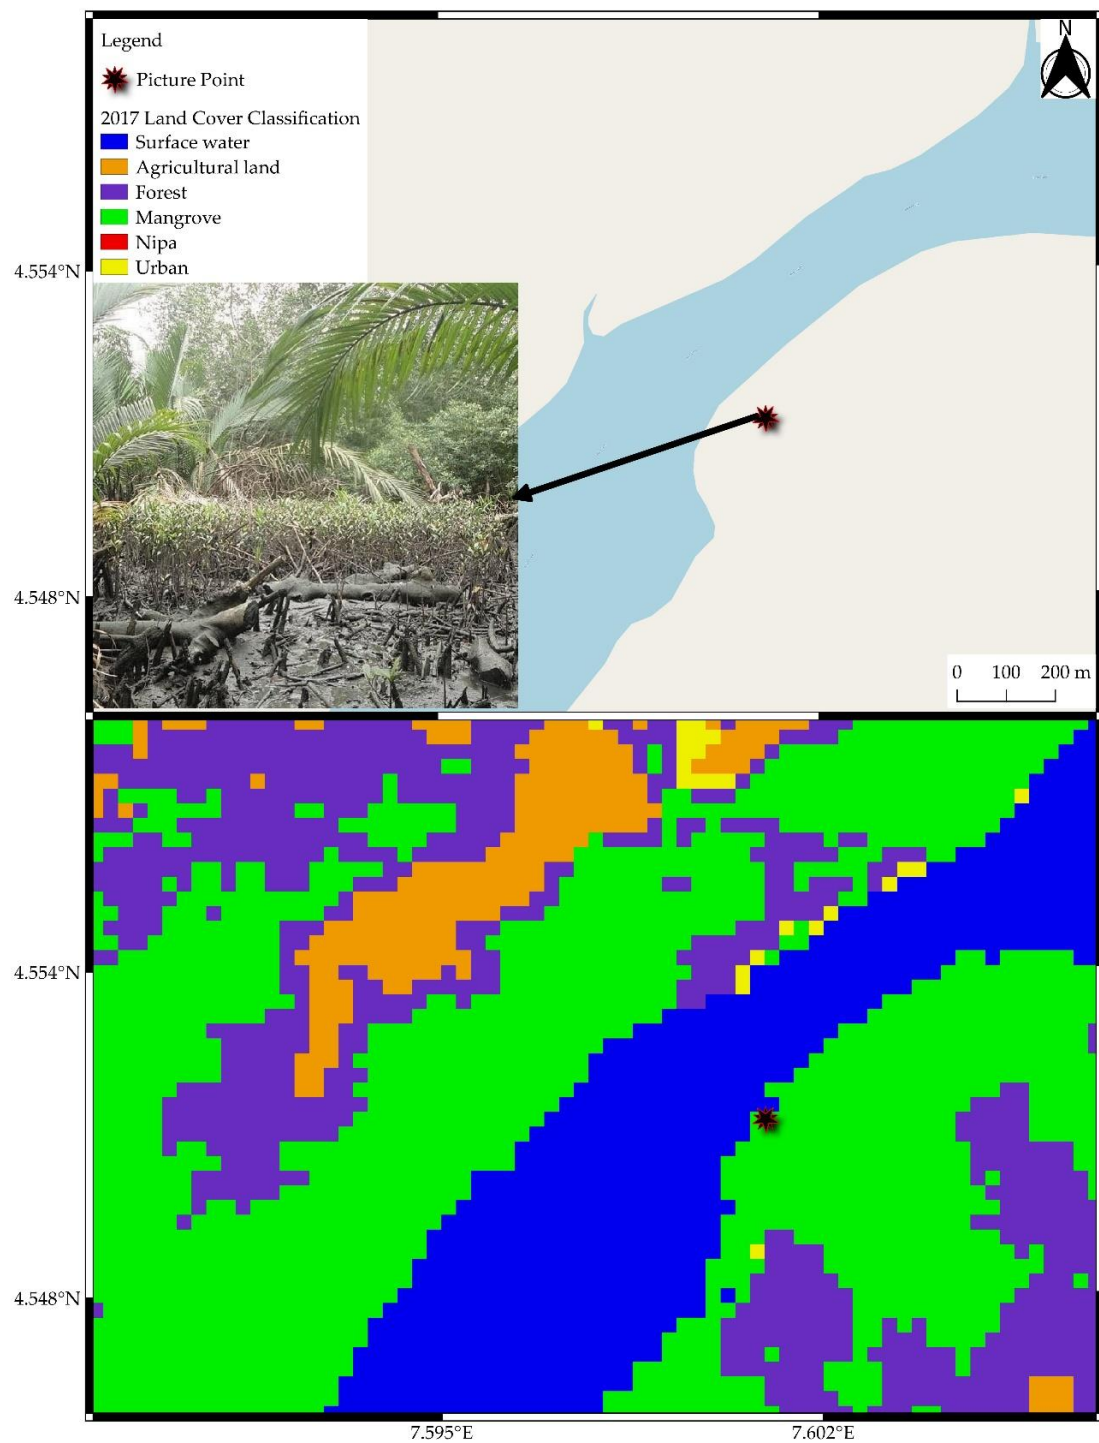 Legend
Picture Point
2017 Land Cover Classification
Surface water
Agricultural land
Forest
Mangrove
Nipa
Urban
N
4.554°N
4.548°N
0 100 200 m
4.554°N
4.548°N
7.595°E 7.602°E